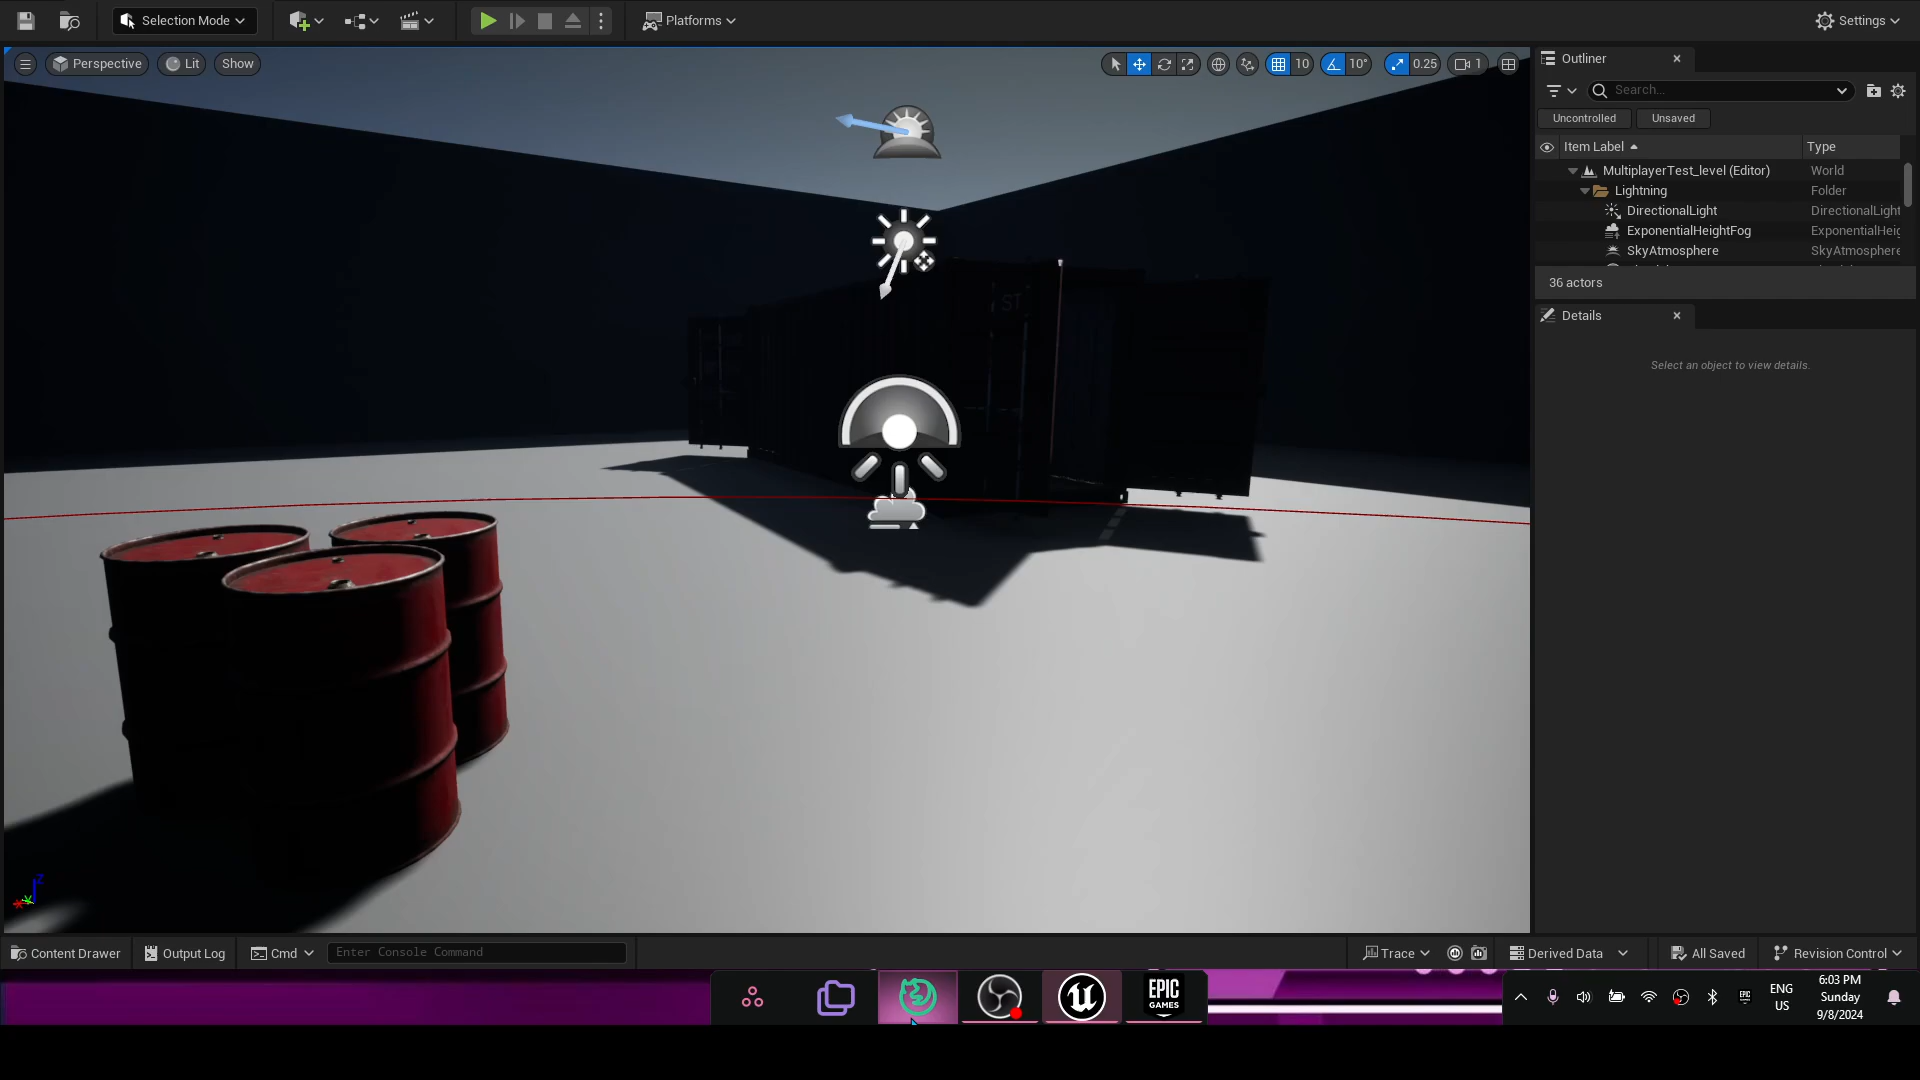 Selection Mode
Platforms
Settings
Perspective
Lit
Show
10
10°
0.25
1
Outliner
Search...
Uncontrolled
Unsaved
Item Label
Type
MultiplayerTest_level (Editor)
World
Lightning
Folder
DirectionalLight
DirectionalLight
ExponentialHeightFog
ExponentialHeig
SkyAtmosphere
SkyAtmosphere
36 actors
Details
Select an object to view details.
ST
Z
Content Drawer
Output Log
Cmd
Enter Console Command
Trace
Derived Data
All Saved
Revision Control
EPIC
GAMES
ENG
US
6:03 PM
Sunday
9/8/2024